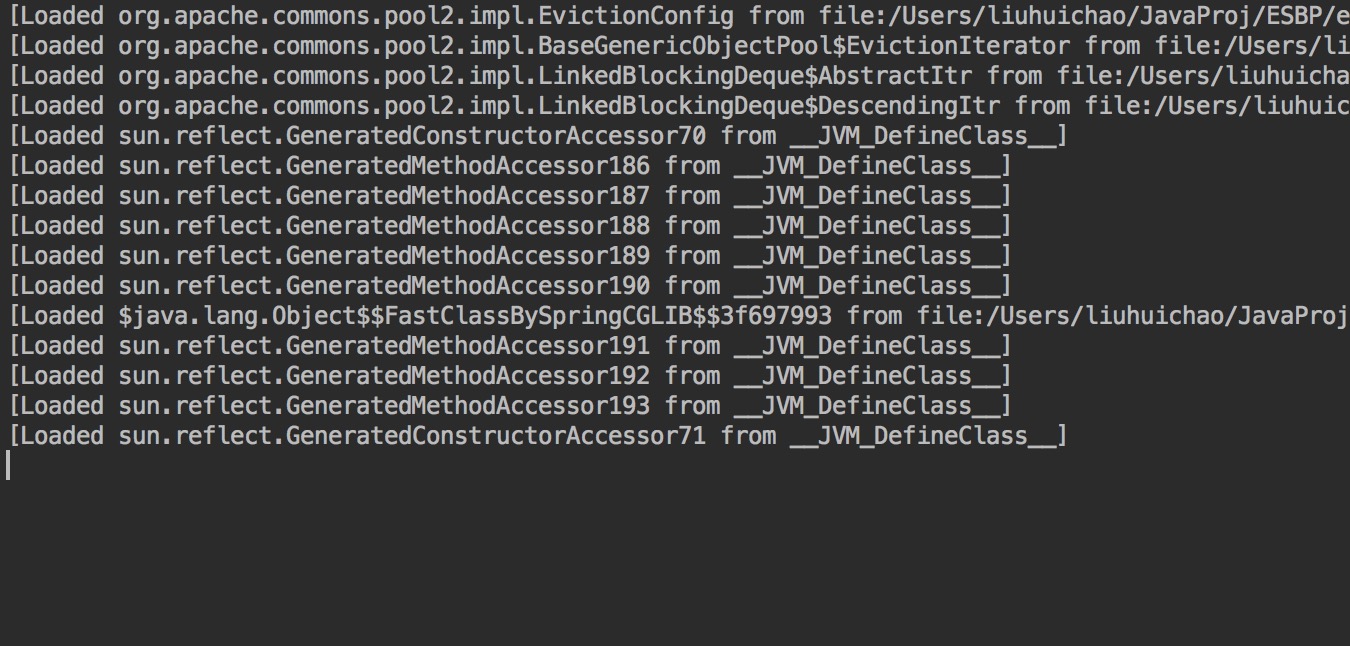 [Loaded org.apache.commons.pool2.impl.EvictionConfig from file:/Users/liuhuichao/JavaProj/ESBP/e
[Loaded org.apache.commons.pool2.impl.BaseGenericObjectPool$EvictionIterator from file:/Users/li
[Loaded org.apache.commons.pool2.impl.LinkedBlockingDeque$AbstractItr from file:/Users/liuhuicha
[Loaded org.apache.commons.pool2.impl.LinkedBlockingDeque$DescendingItr from file:/Users/liuhuic
[Loaded sun.reflect.GeneratedConstructorAccessor70 from __JVM_DefineClass__]
[Loaded sun.reflect.GeneratedMethodAccessor186 from __JVM_DefineClass__]
[Loaded sun.reflect.GeneratedMethodAccessor187 from __JVM_DefineClass__]
[Loaded sun.reflect.GeneratedMethodAccessor188 from __JVM_DefineClass__]
[Loaded sun.reflect.GeneratedMethodAccessor189 from __JVM_DefineClass__]
[Loaded sun.reflect.GeneratedMethodAccessor190 from __JVM_DefineClass__]
[Loaded $java.lang.Object$$FastClassBySpringCGLIB$$3f697993 from file:/Users/liuhuichao/JavaProj
[Loaded sun.reflect.GeneratedMethodAccessor191 from __JVM_DefineClass__]
[Loaded sun.reflect.GeneratedMethodAccessor192 from __JVM_DefineClass__]
[Loaded sun.reflect.GeneratedMethodAccessor193 from __JVM_DefineClass__]
[Loaded sun.reflect.GeneratedConstructorAccessor71 from __JVM_DefineClass__]